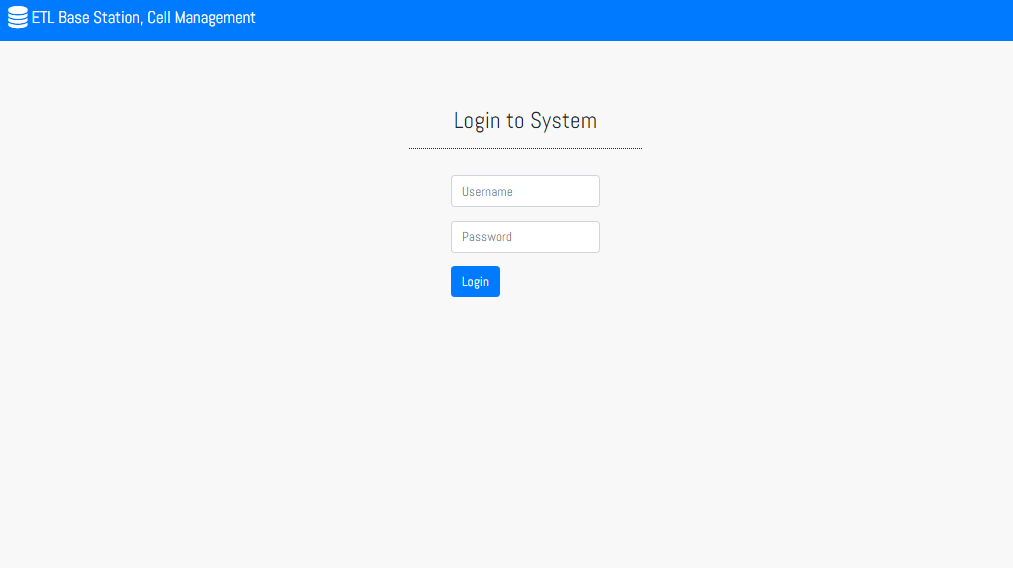 ETL Base Station, Cell Management
Login to System
Username
Password
Login